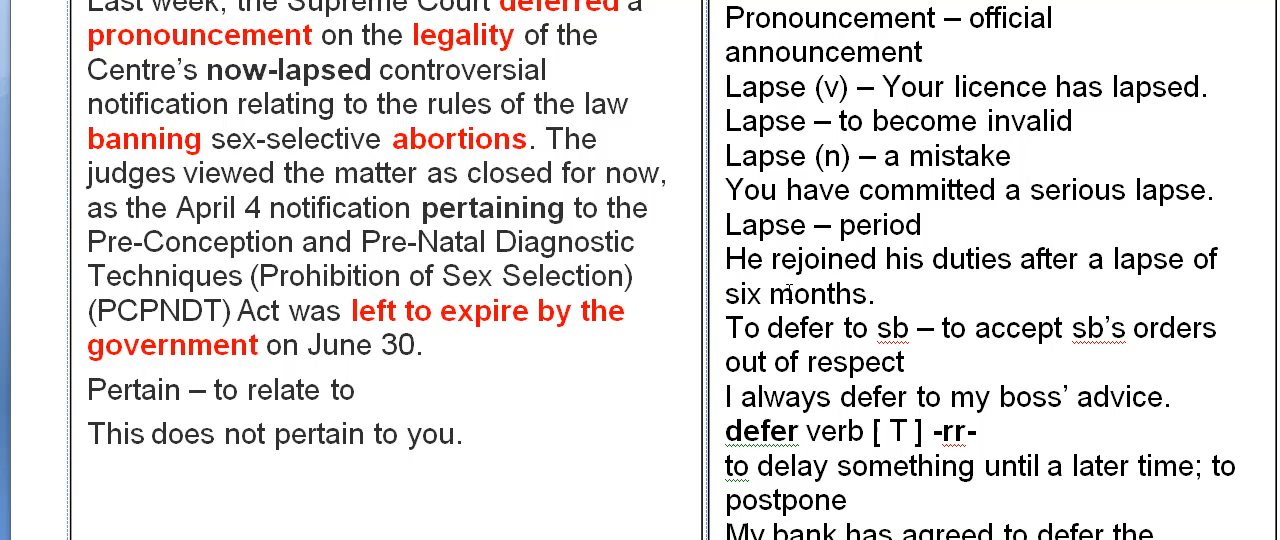 Last week, the Supreme Court deferred a
pronouncement on the legality of the
Centre’s now-lapsed controversial
notification relating to the rules of the law
banning sex-selective abortions. The
judges viewed the matter as closed for now,
as the April 4 notification pertaining to the
Pre-Conception and Pre-Natal Diagnostic
Techniques (Prohibition of Sex Selection)
(PCPNDT) Act was left to expire by the
government on June 30.
Pertain – to relate to
This does not pertain to you.
Pronouncement – official
announcement
Lapse (v) – Your licence has lapsed.
Lapse – to become invalid
Lapse (n) – a mistake
You have committed a serious lapse.
Lapse – period
He rejoined his duties after a lapse of
six months.
To defer to sb – to accept sb’s orders
out of respect
I always defer to my boss’ advice.
defer verb [ T ] -rr-
to delay something until a later time; to
postpone
My bank has agreed to defer the